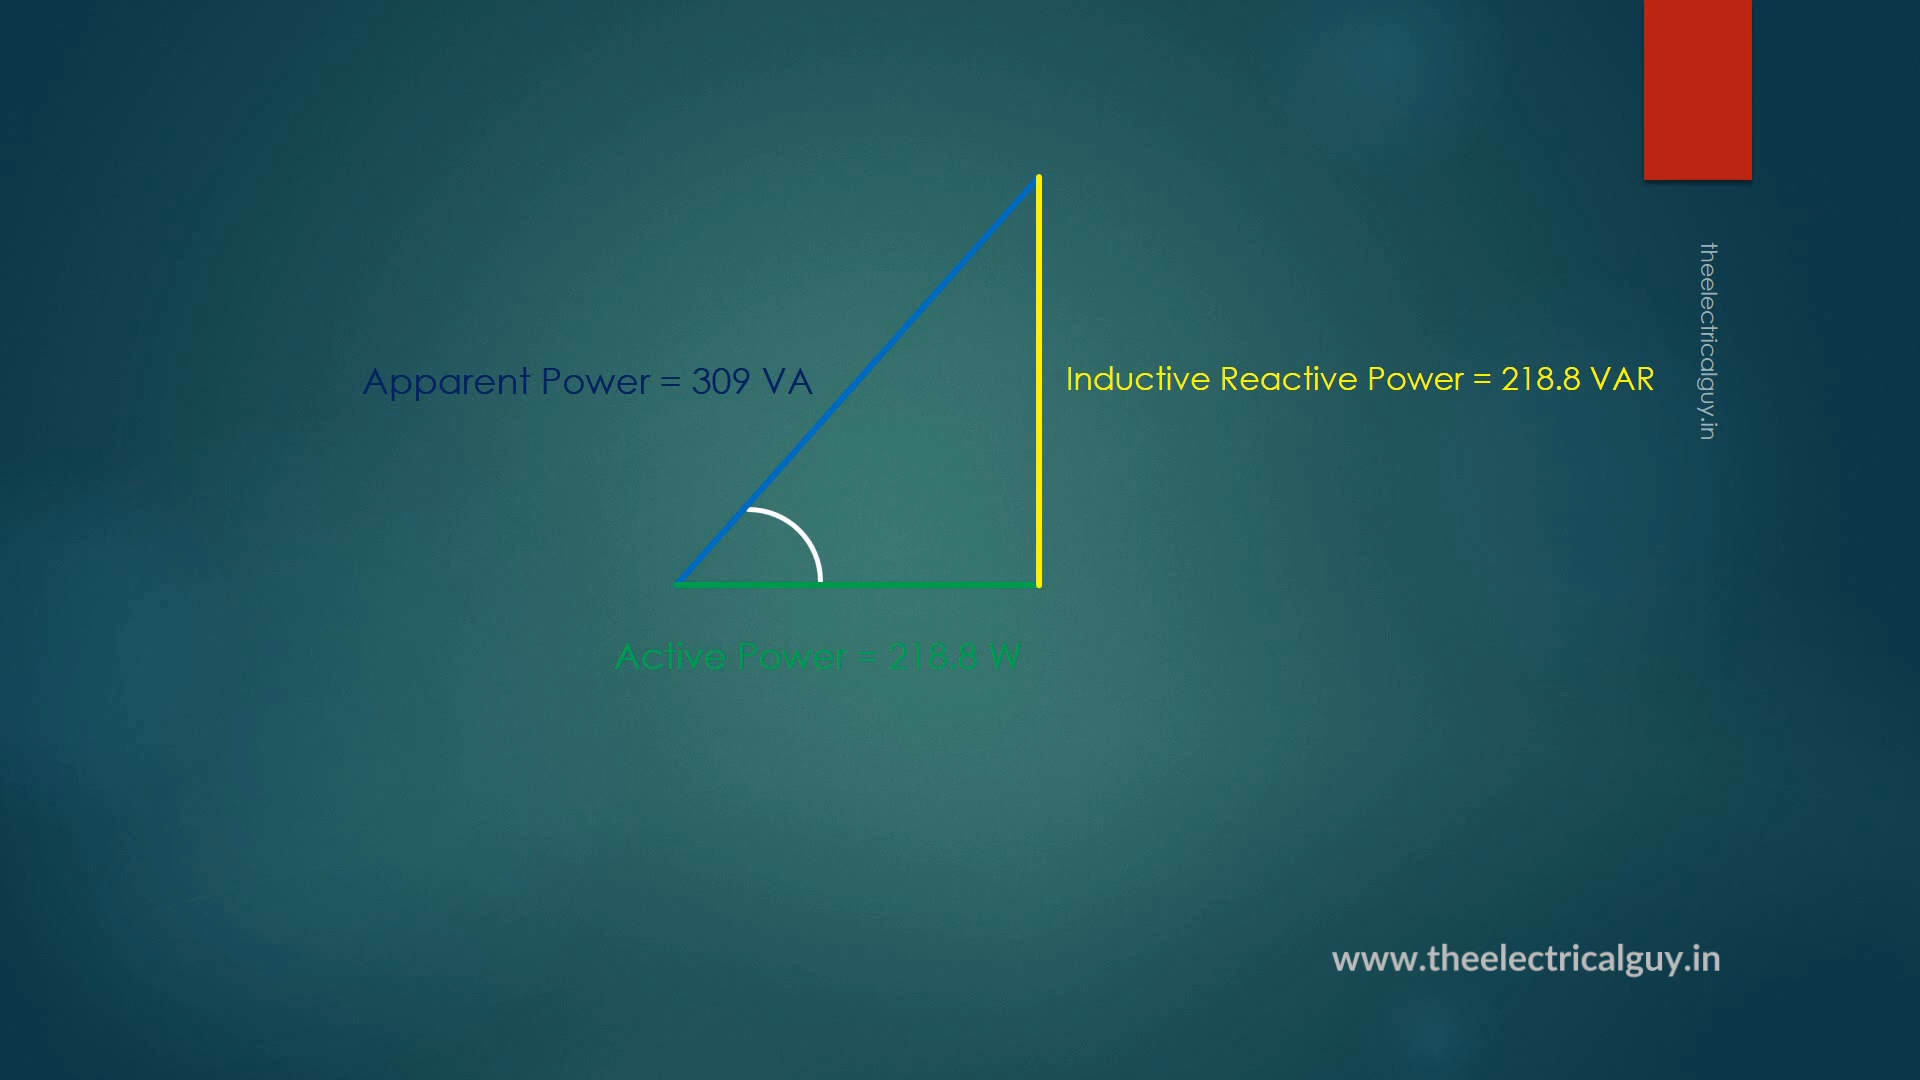 theelectricalguy.in
Apparent Power = 309 VA
Inductive Reactive Power = 218.8 VAR
Active Power = 218.8 W
www.theelectricalguy.in